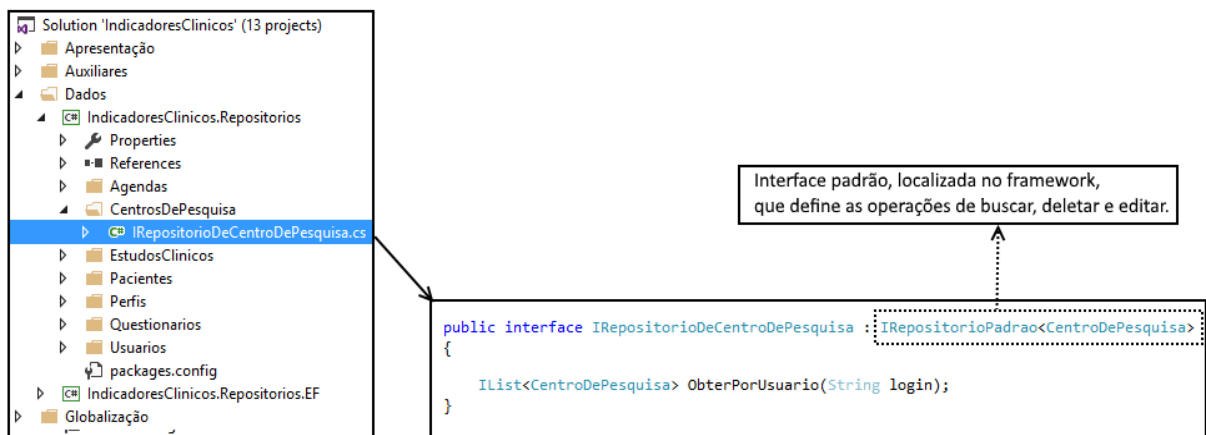 Solution 'IndicadoresClinicos' (13 projects)
Apresentação
Auxiliares
Dados
IndicadoresClinicos.Repositorios
Properties
References
Agendas
CentrosDePesquisa
IRepositorioDeCentroDePesquisa.cs
EstudosClinicos
Pacientes
Perfis
Questionarios
Usuarios
packages.config
IndicadoresClinicos.Repositorios.EF
Globalização
Interface padrão, localizada no framework,
que define as operações de buscar, deletar e editar.
public interface IRepositorioDeCentroDePesquisa : IRepositorioPadrao<CentroDePesquisa>
{
IList<CentroDePesquisa> ObterPorUsuario(String login);
}